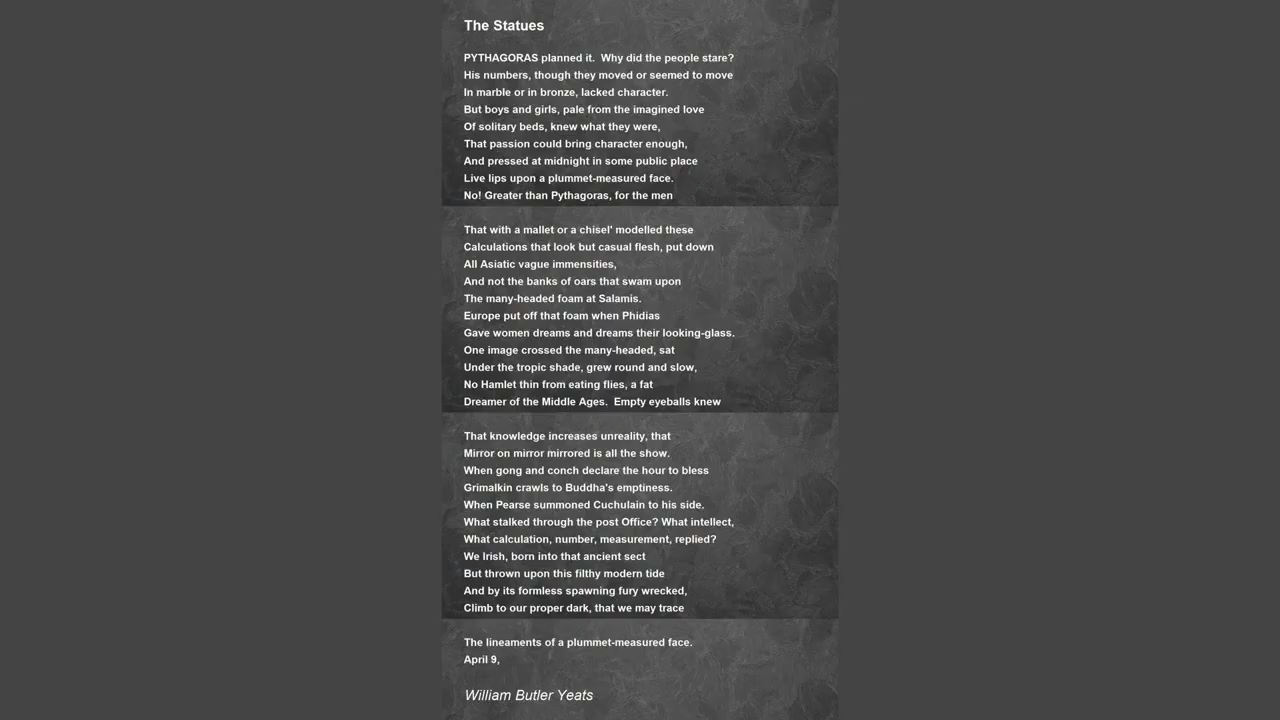 The Statues
PYTHAGORAS planned it.  Why did the people stare?
His numbers, though they moved or seemed to move
In marble or in bronze, lacked character.
But boys and girls, pale from the imagined love
Of solitary beds, knew what they were,
That passion could bring character enough,
And pressed at midnight in some public place
Live lips upon a plummet-measured face.
No! Greater than Pythagoras, for the men
That with a mallet or a chisel' modelled these
Calculations that look but casual flesh, put down
All Asiatic vague immensities,
And not the banks of oars that swam upon
The many-headed foam at Salamis.
Europe put off that foam when Phidias
Gave women dreams and dreams their looking-glass.
One image crossed the many-headed, sat
Under the tropic shade, grew round and slow,
No Hamlet thin from eating flies, a fat
Dreamer of the Middle Ages.  Empty eyeballs knew
That knowledge increases unreality, that
Mirror on mirror mirrored is all the show.
When gong and conch declare the hour to bless
Grimalkin crawls to Buddha's emptiness.
When Pearse summoned Cuchulain to his side.
What stalked through the post Office? What intellect,
What calculation, number, measurement, replied?
We Irish, born into that ancient sect
But thrown upon this filthy modern tide
And by its formless spawning fury wrecked,
Climb to our proper dark, that we may trace
The lineaments of a plummet-measured face.
April 9,
William Butler Yeats